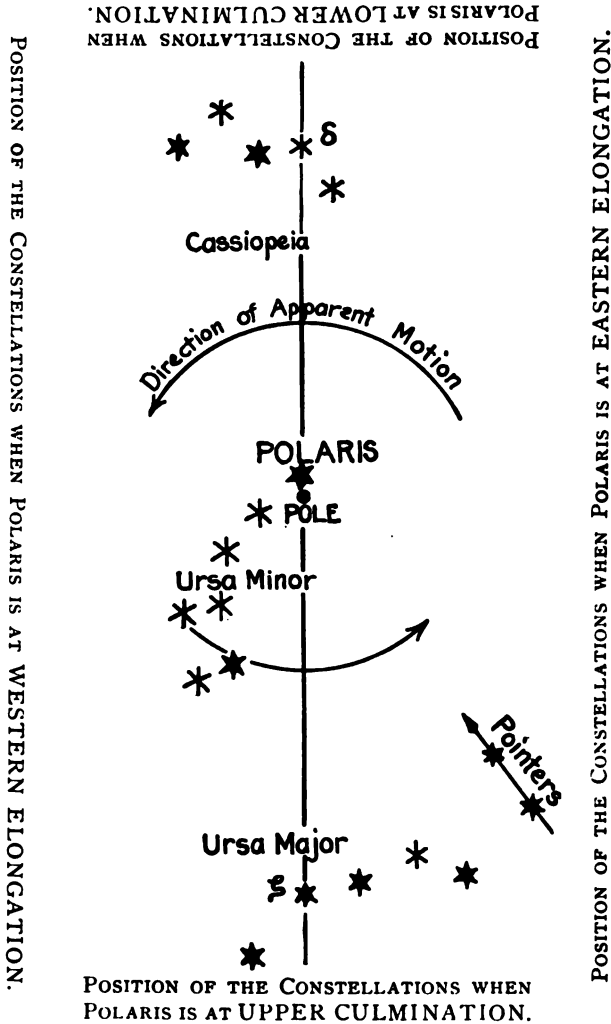 POSITION OF THE CONSTELLATIONS WHEN
POLARIS IS AT LOWER CULMINATION.
POSITION OF THE CONSTELLATIONS WHEN POLARIS IS AT WESTERN ELONGATION.
POSITION OF THE CONSTELLATIONS WHEN POLARIS IS AT EASTERN ELONGATION.
δ
Cassiopeia
Direction of Apparent Motion
POLARIS
POLE
Ursa Minor
Pointers
Ursa Major
ζ
POSITION OF THE CONSTELLATIONS WHEN
POLARIS IS AT UPPER CULMINATION.